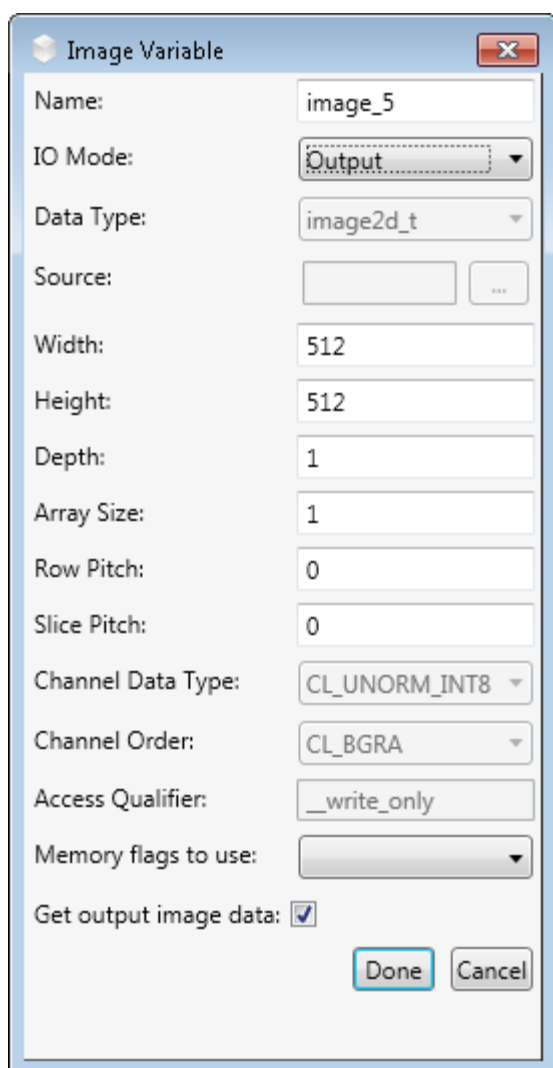 Image Variable
Name: image_5
IO Mode: Output
Data Type: image2d_t
Source: ...
Width: 512
Height: 512
Depth: 1
Array Size: 1
Row Pitch: 0
Slice Pitch: 0
Channel Data Type: CL_UNORM_INT8
Channel Order: CL_BGRA
Access Qualifier: __write_only
Memory flags to use:
Get output image data:
Done Cancel